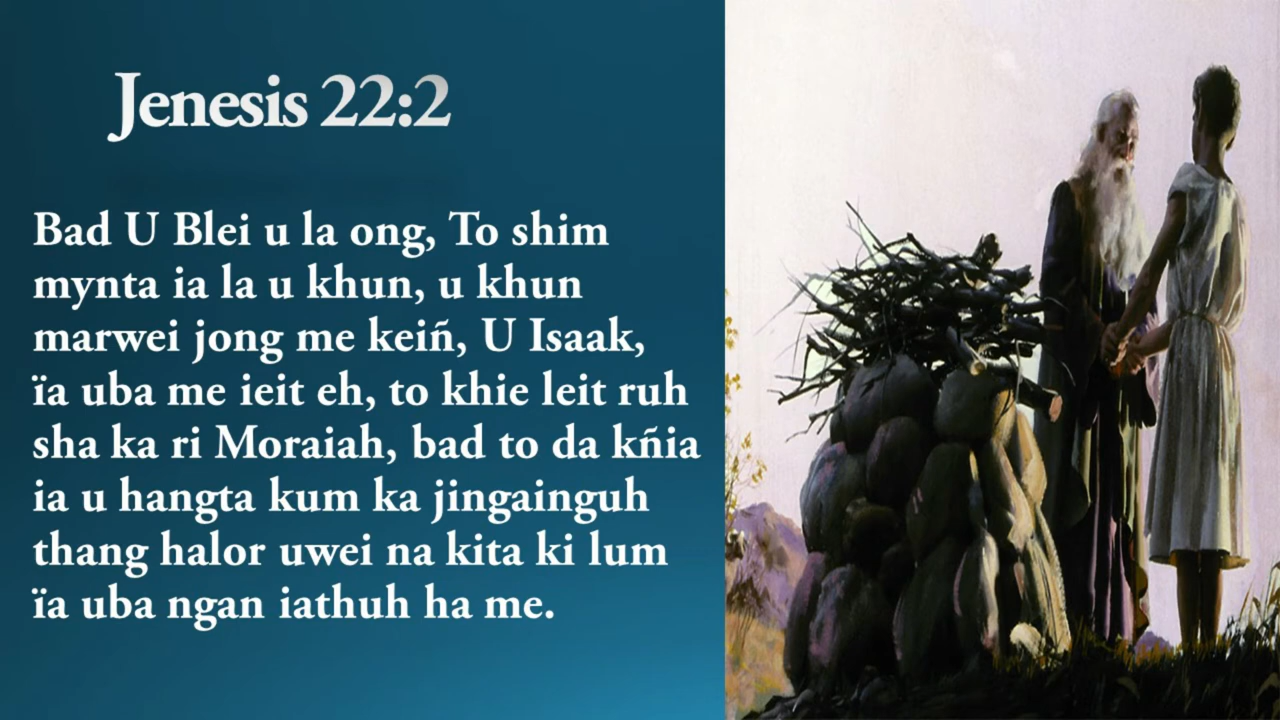 Jenesis 22:2
Bad U Blei u la ong, To shim
mynta ia la u khun, u khun
marwei jong me keiñ, U Isaak,
ïa uba me ieit eh, to khie leit ruh
sha ka ri Moraiah, bad to da kñia
ia u hangta kum ka jingainguh
thang halor uwei na kita ki lum
ïa uba ngan iathuh ha me.